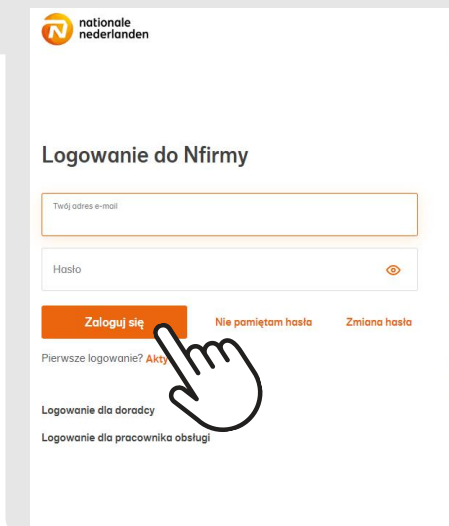 nationale
nederlanden
Logowanie do Nfirmy
Twój adres e-mail
Hasło
Zaloguj się
Nie pamiętam hasła
Zmiana hasła
Pierwsze logowanie?
Logowanie dla doradcy
Logowanie dla pracownika obsługi